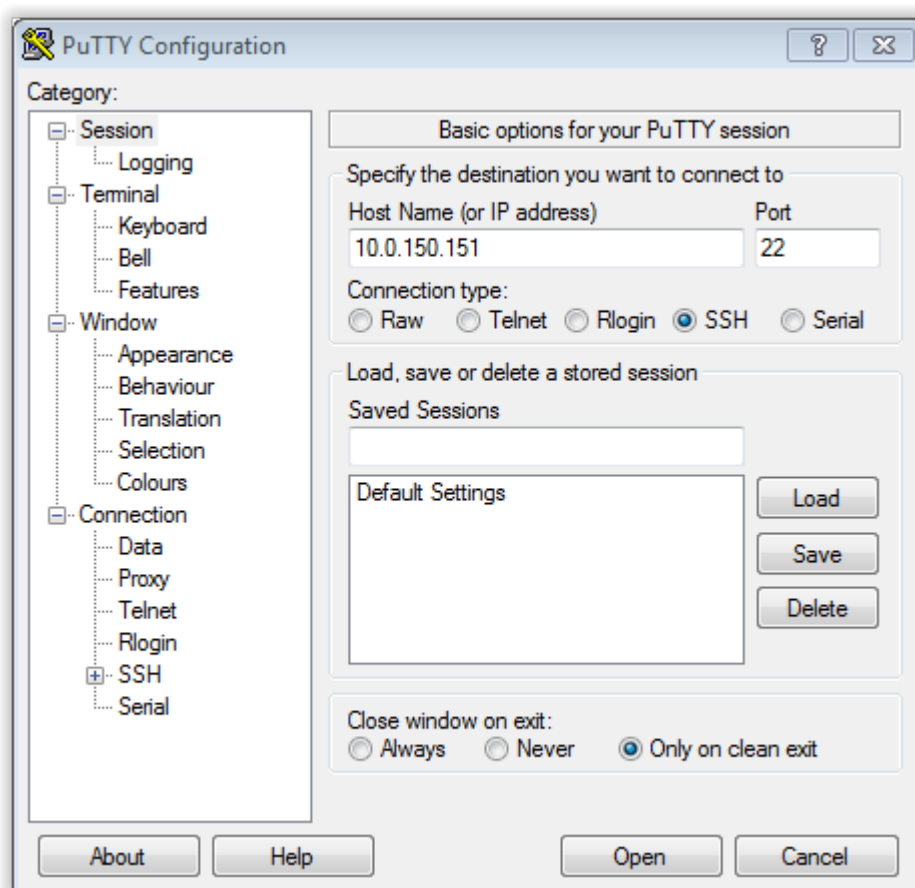 PuTTY Configuration
Category:
Session
Logging
Terminal
Keyboard
Bell
Features
Window
Appearance
Behaviour
Translation
Selection
Colours
Connection
Data
Proxy
Telnet
Rlogin
SSH
Serial
Basic options for your PuTTY session
Specify the destination you want to connect to
Host Name (or IP address) Port
10.0.150.151 22
Connection type:
Raw Telnet Rlogin SSH Serial
Load, save or delete a stored session
Saved Sessions
Default Settings
Load
Save
Delete
Close window on exit:
Always Never Only on clean exit
About Help Open Cancel